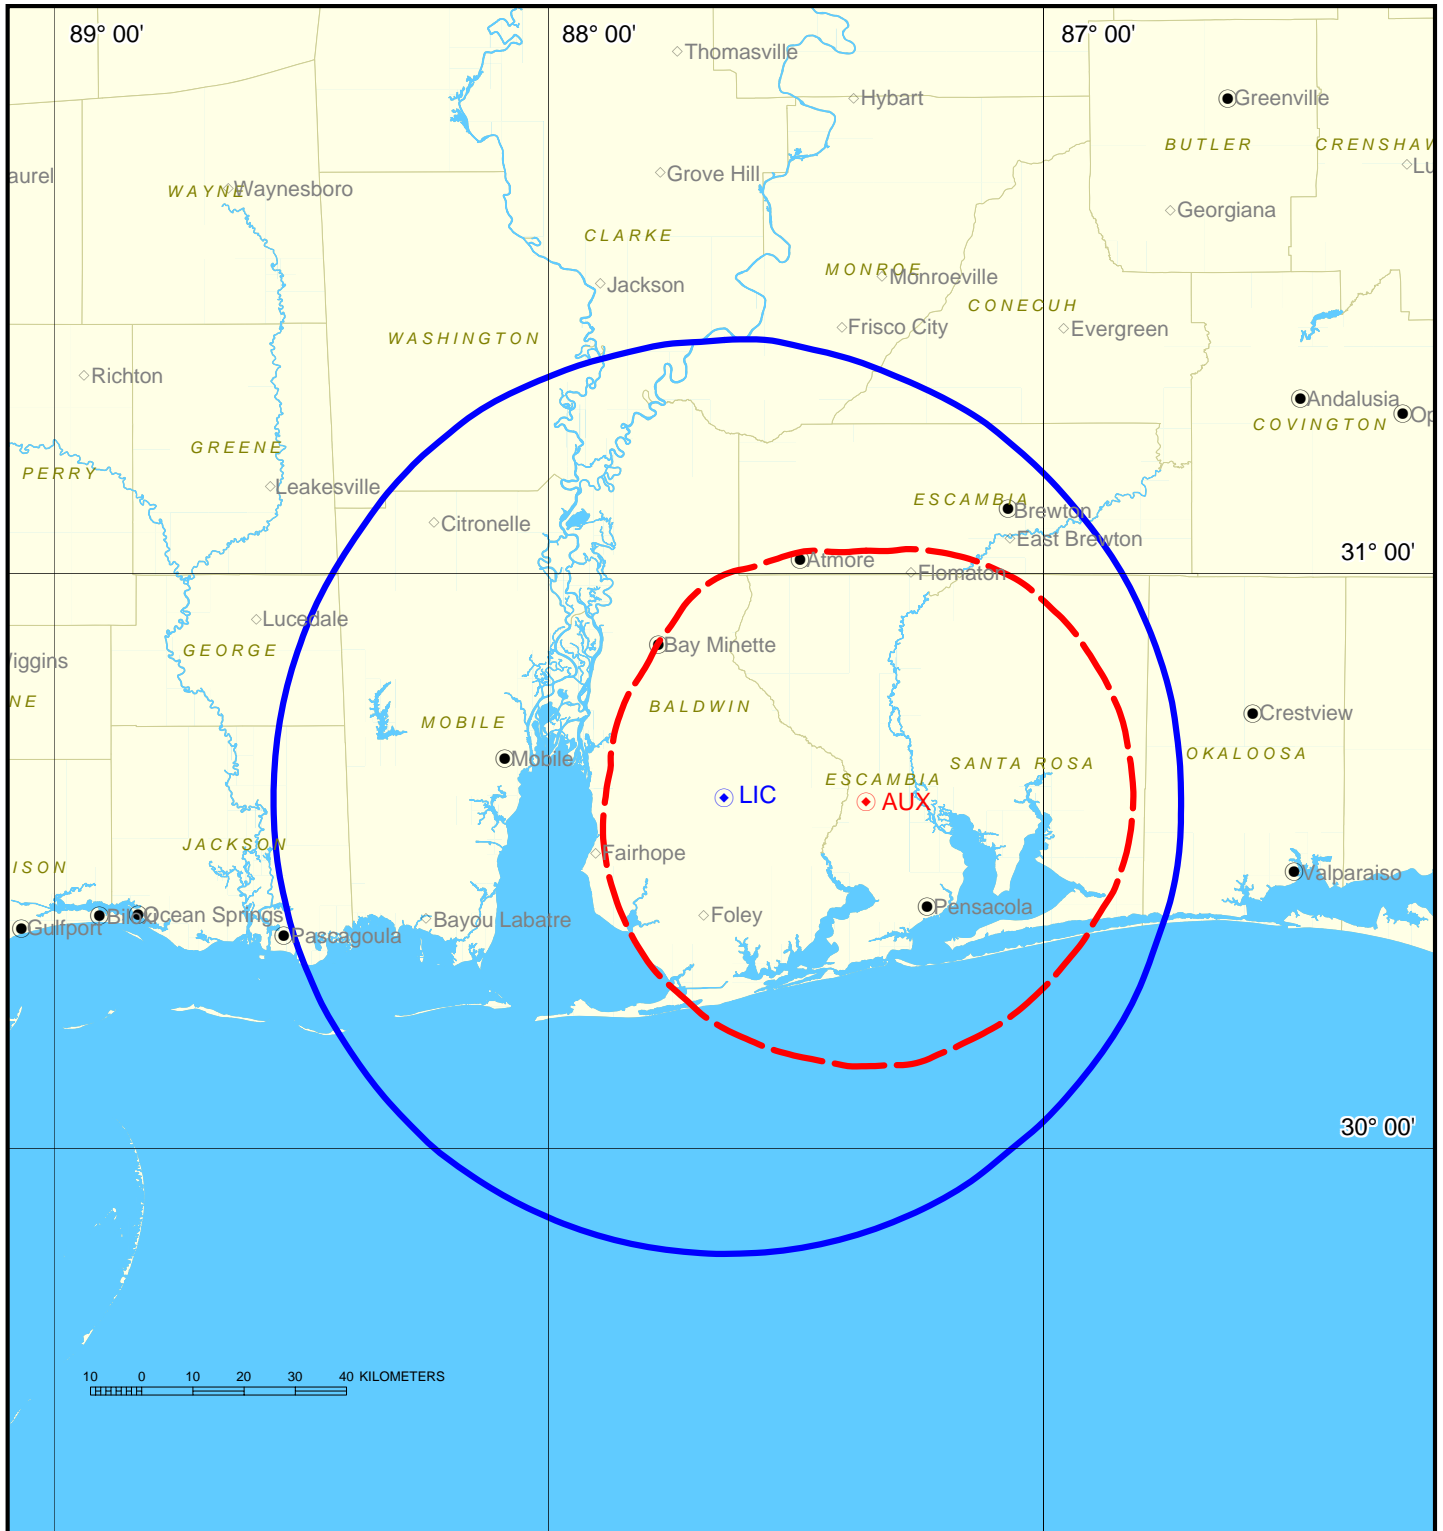 89° 00'
88° 00'
87° 00'
Thomasville
Hybart
Greenville
BUTLER
CRENSHAW
Lu
aurel
WAYNE
Waynesboro
Grove Hill
Georgiana
CLARKE
MONROE
Monroeville
Jackson
CONECUH
Frisco City
Evergreen
WASHINGTON
Richton
Andalusia
Op
COVINGTON
GREENE
PERRY
Leakesville
ESCAMBIA
Brewton
Citronelle
East Brewton
31° 00'
Atmore
Flomaton
Lucedale
GEORGE
Bay Minette
Wiggins
NE
BALDWIN
MOBILE
Crestview
Mobile
OKALOOSA
SANTA ROSA
ESCAMBIA
LIC
AUX
JACKSON
Fairhope
ISON
Valparaiso
Gulfport
Biloxi
Ocean Springs
Pascagoula
Bayou Labatre
Foley
Pensacola
30° 00'
10 0 10 20 30 40 KILOMETERS